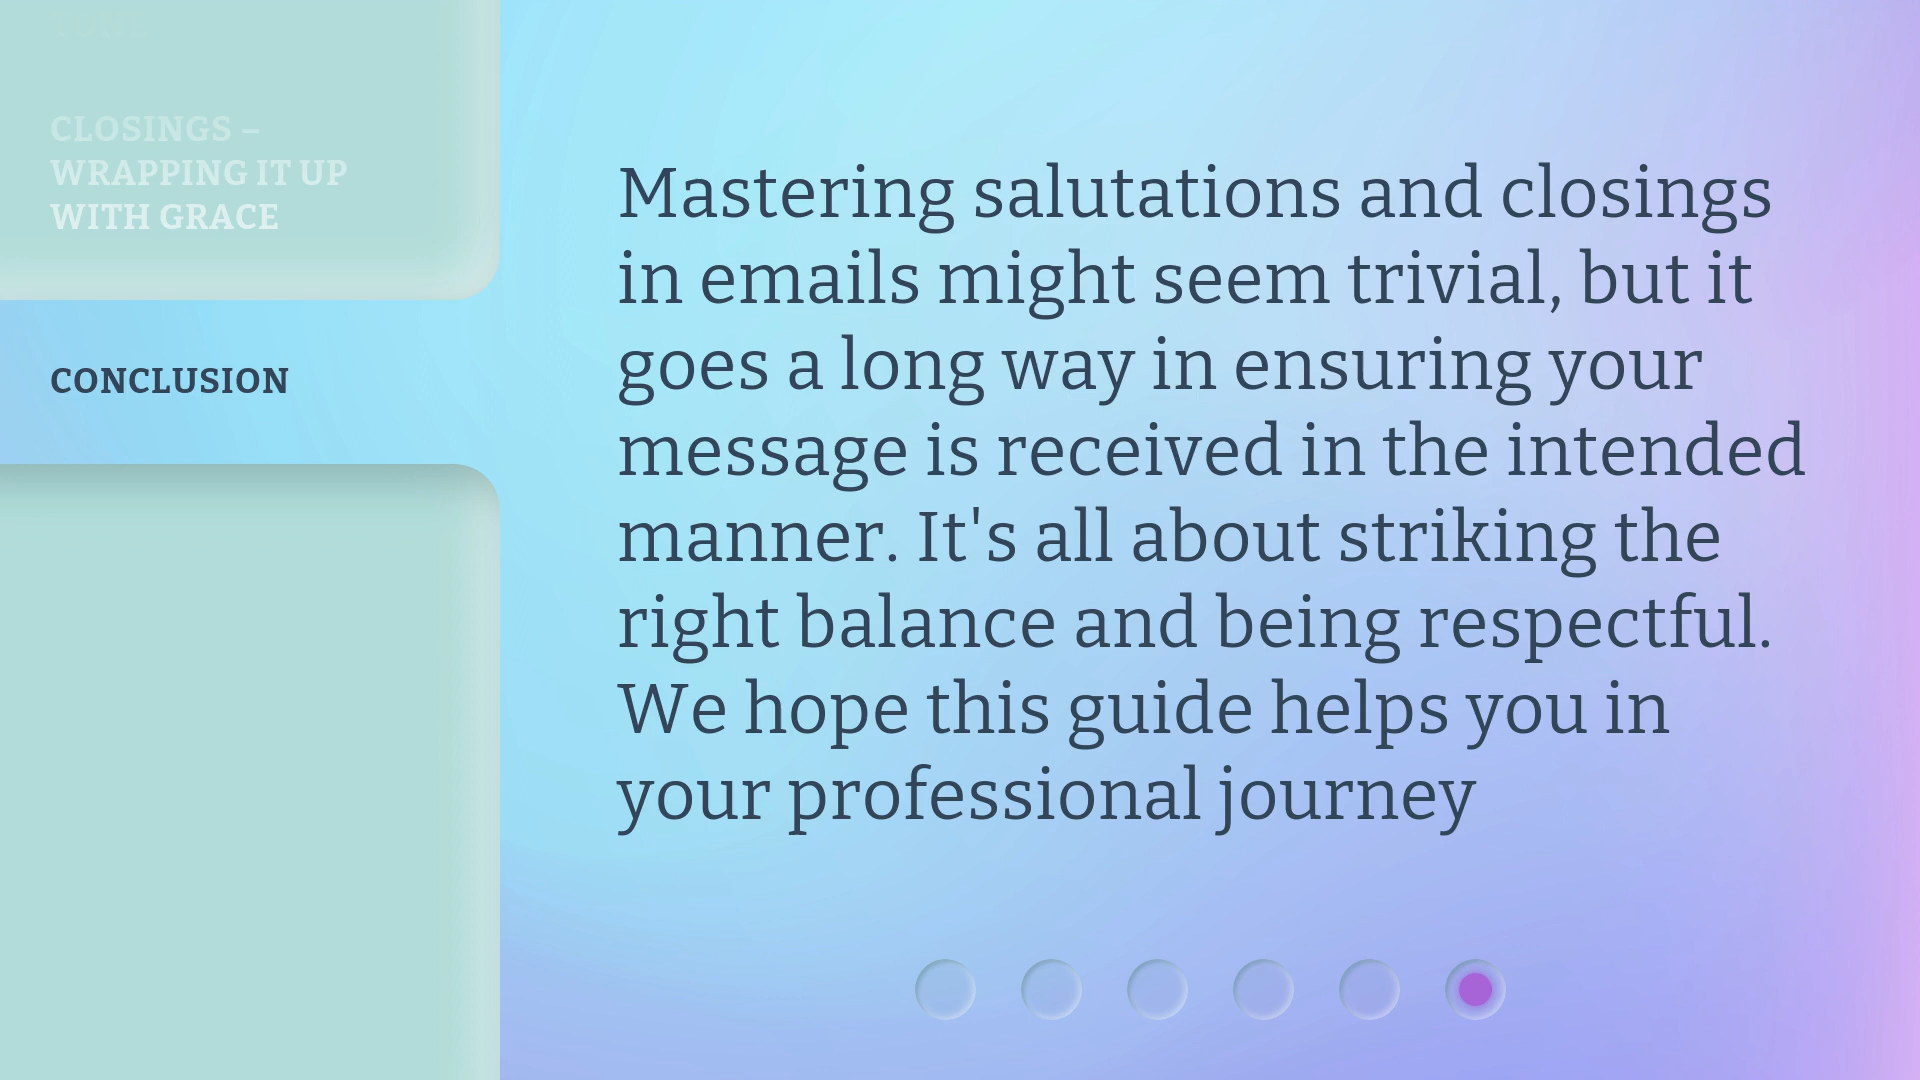 CLOSINGS –
WRAPPING IT UP
WITH GRACE
CONCLUSION
Mastering salutations and closings
in emails might seem trivial, but it
goes a long way in ensuring your
message is received in the intended
manner. It's all about striking the
right balance and being respectful.
We hope this guide helps you in
your professional journey